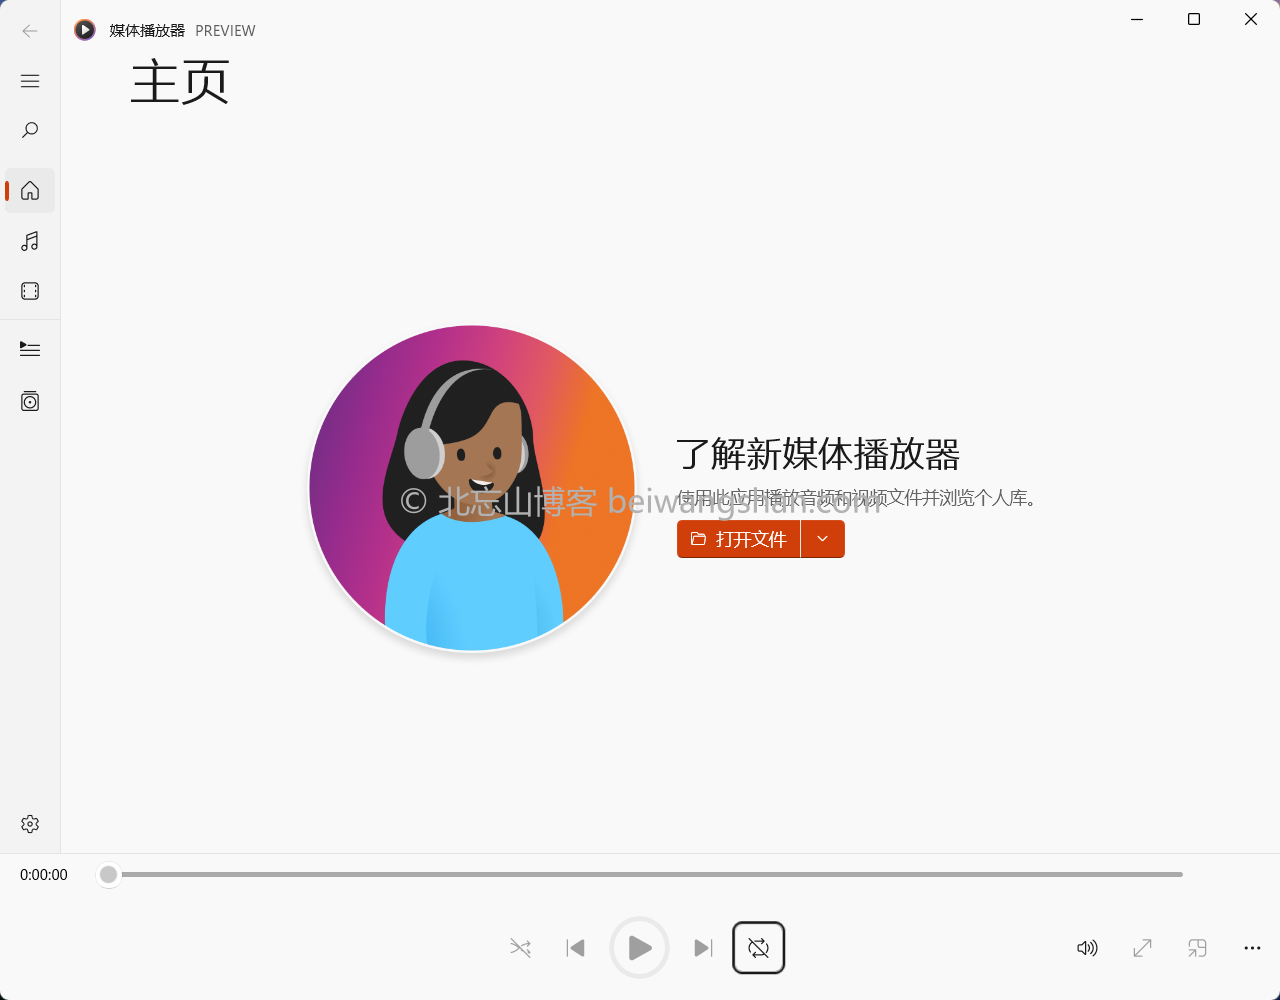 媒体播放器 PREVIEW
主页
了解新媒体播放器
使用此应用播放音频和视频文件并浏览个人库。
© 北忘山博客 beiwangshan.com
打开文件
0:00:00